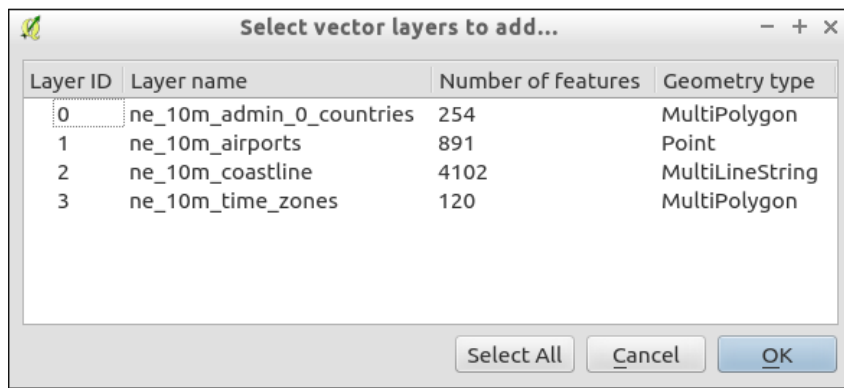 Select vector layers to add...
Layer ID Layer name Number of features Geometry type
0 ne_10m_admin_0_countries 254 MultiPolygon
1 ne_10m_airports 891 Point
2 ne_10m_coastline 4102 MultiLineString
3 ne_10m_time_zones 120 MultiPolygon
Select All Cancel OK